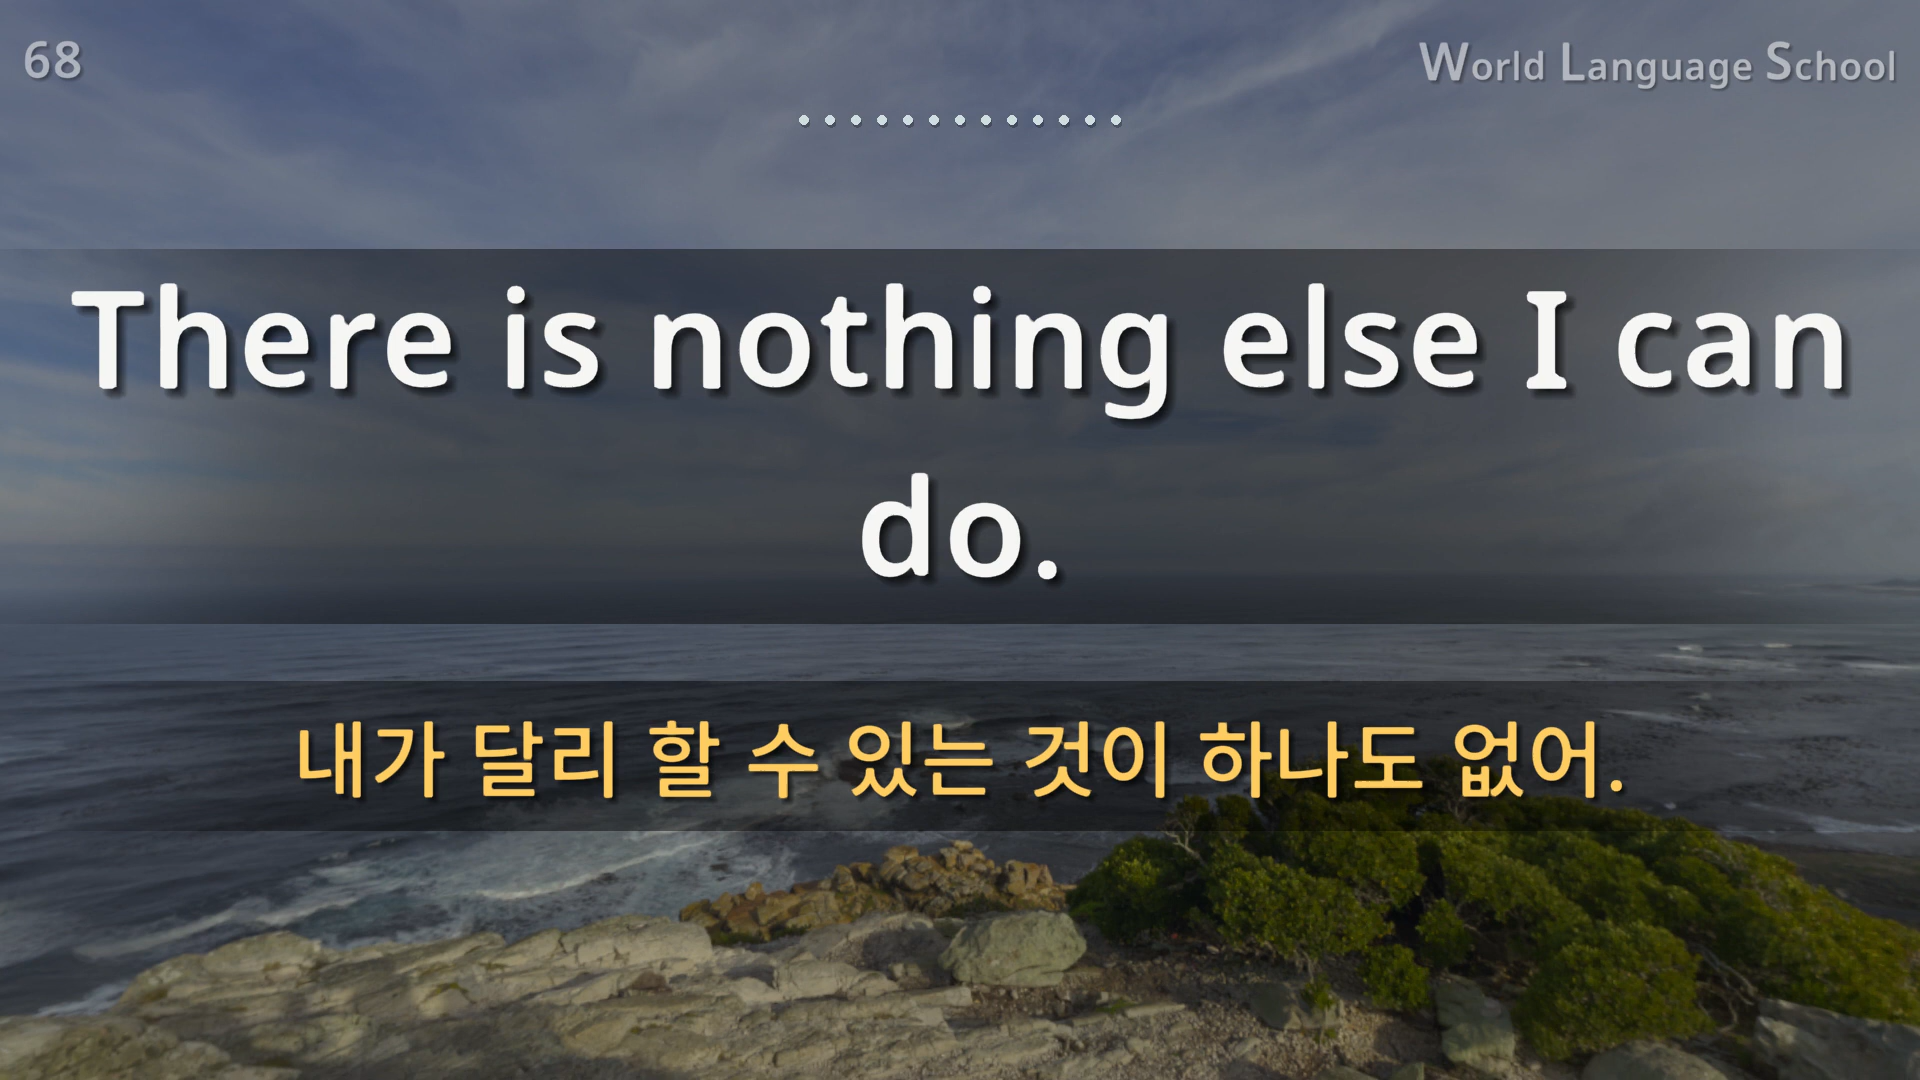 68
World Language School
There is nothing else I can
do.
내가 달리 할 수 있는 것이 하나도 없어.